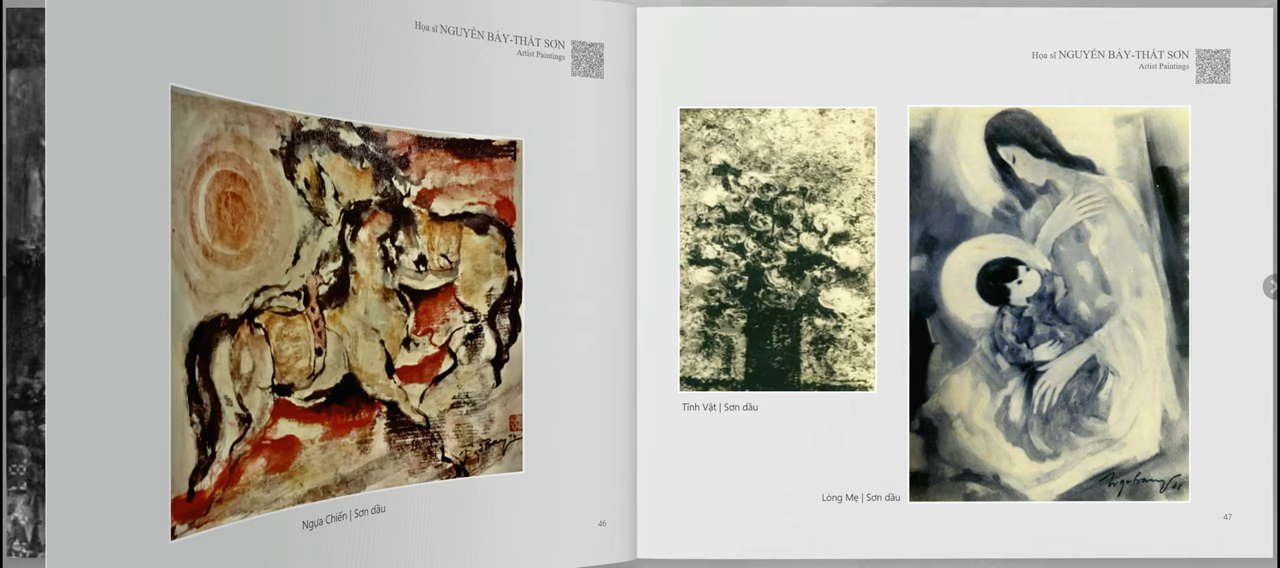 Họa sĩ NGUYỄN BẢY-THẤT SƠN
Artist Paintings
Ngựa Chiến | Sơn dầu
46
Họa sĩ NGUYỄN BẢY-THẤT SƠN
Artist Paintings
Tĩnh Vật | Sơn dầu
Lòng Mẹ | Sơn dầu
47